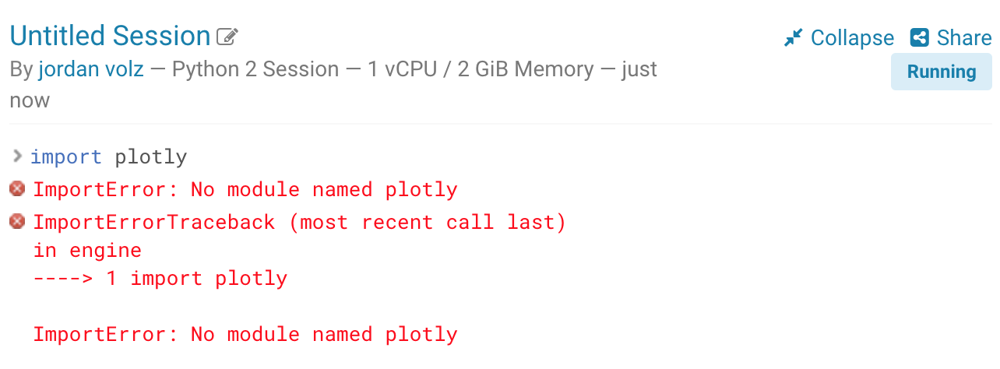 Untitled Session
Collapse Share
By jordan volz — Python 2 Session — 1 vCPU / 2 GiB Memory — just
now
Running
import plotly
ImportError: No module named plotly
ImportErrorTraceback (most recent call last)
in engine
----> 1 import plotly
ImportError: No module named plotly